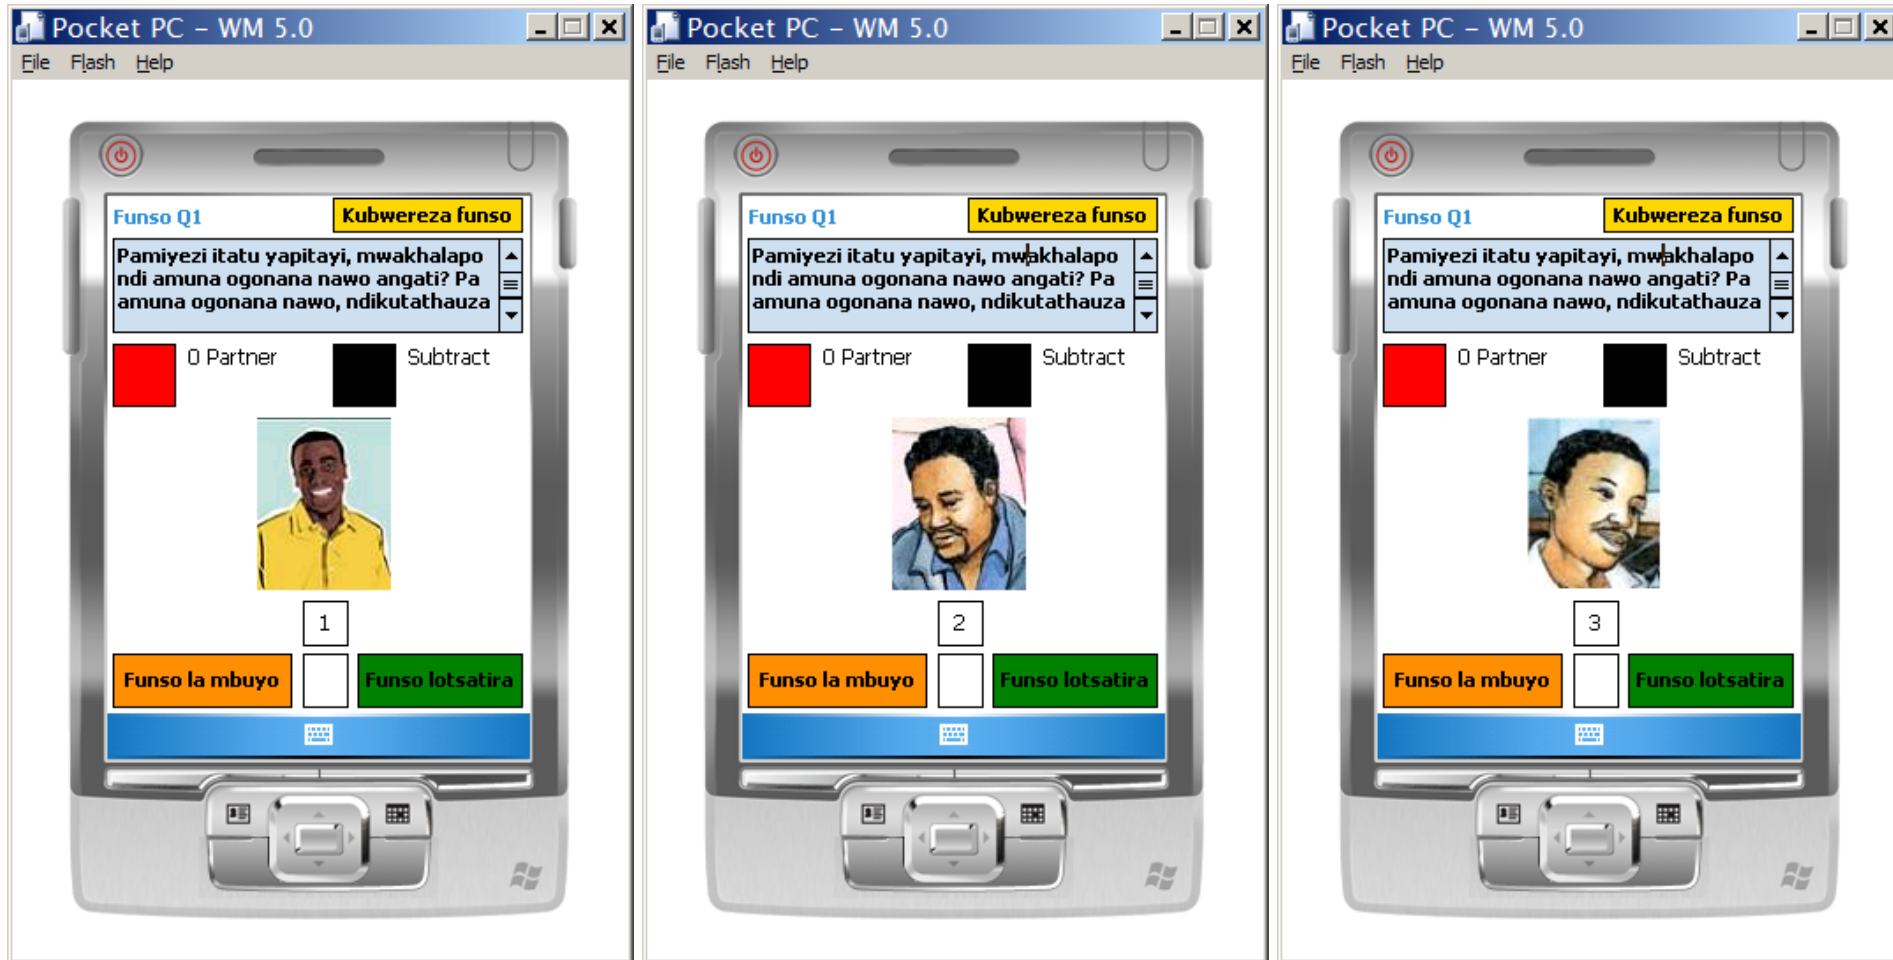 Pocket PC – WM 5.0
File Flash Help
Funso Q1
Kubwereza funso
Pamiyezi itatu yapitayi, mwakhalapo
ndi amuna ogonana nawo angati? Pa
amuna ogonana nawo, ndikutathauza
0 Partner
Subtract
1
Funso la mbuyo
Funso lotsatira
Pocket PC – WM 5.0
File Flash Help
Funso Q1
Kubwereza funso
Pamiyezi itatu yapitayi, mwakhalapo
ndi amuna ogonana nawo angati? Pa
amuna ogonana nawo, ndikutathauza
0 Partner
Subtract
2
Funso la mbuyo
Funso lotsatira
Pocket PC – WM 5.0
File Flash Help
Funso Q1
Kubwereza funso
Pamiyezi itatu yapitayi, mwakhalapo
ndi amuna ogonana nawo angati? Pa
amuna ogonana nawo, ndikutathauza
0 Partner
Subtract
3
Funso la mbuyo
Funso lotsatira